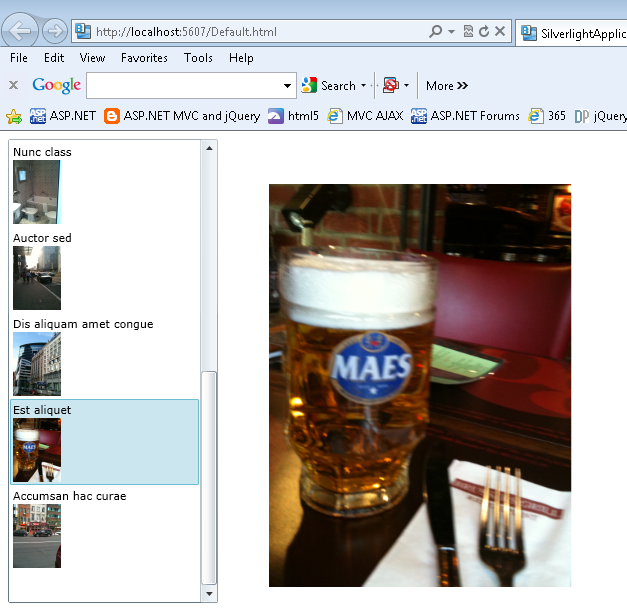 http://localhost:5607/Default.html
SilverlightApplic
File Edit View Favorites Tools Help
x Google Search More »
ASP.NET ASP.NET MVC and jQuery html5 MVC AJAX ASP.NET Forums 365 DP jQuery
Nunc class
Auctor sed
Dis aliquam amet congue
Est aliquet
Accumsan hac curae
MAES